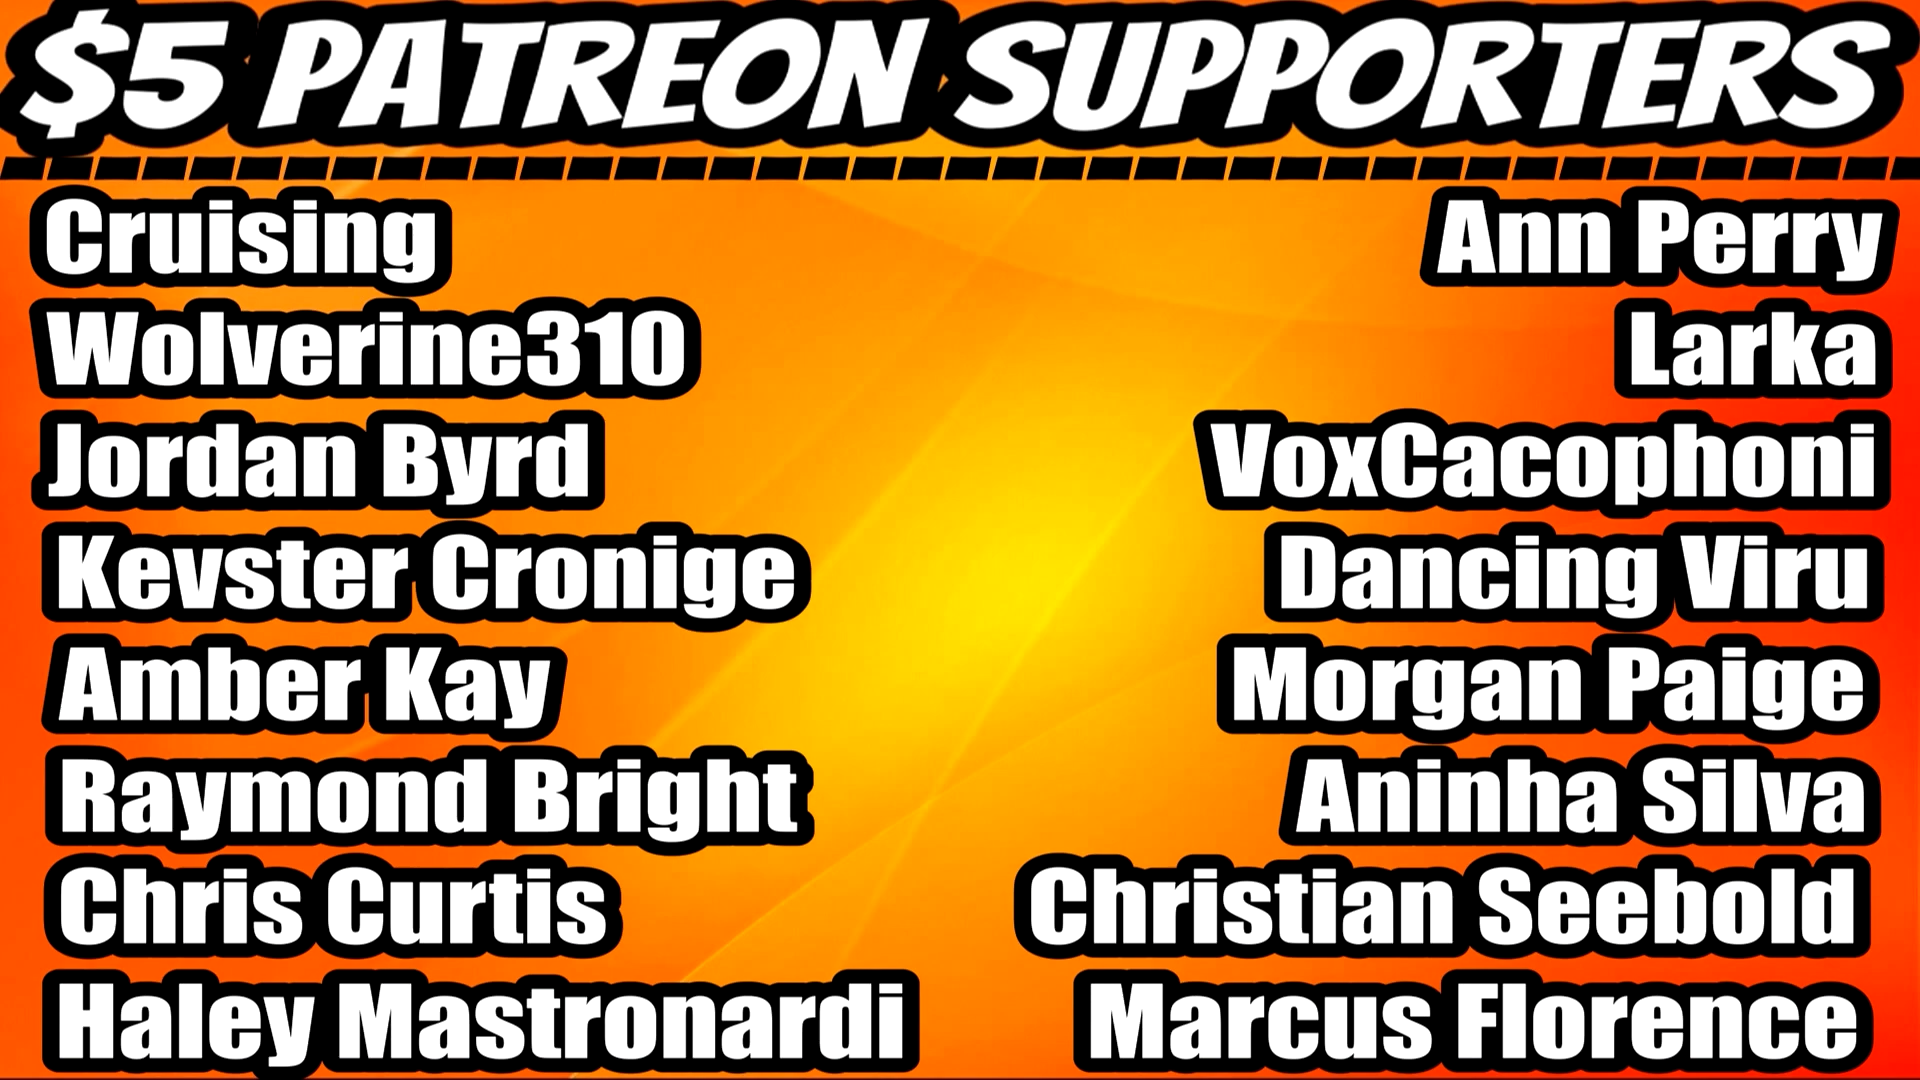 $5 PATREON SUPPORTERS
Cruising
Wolverine310
Jordan Byrd
Kevster Cronige
Amber Kay
Raymond Bright
Chris Curtis
Haley Mastronardi
Ann Perry
Larka
VoxCacophoni
Dancing Viru
Morgan Paige
Aninha Silva
Christian Seebold
Marcus Florence